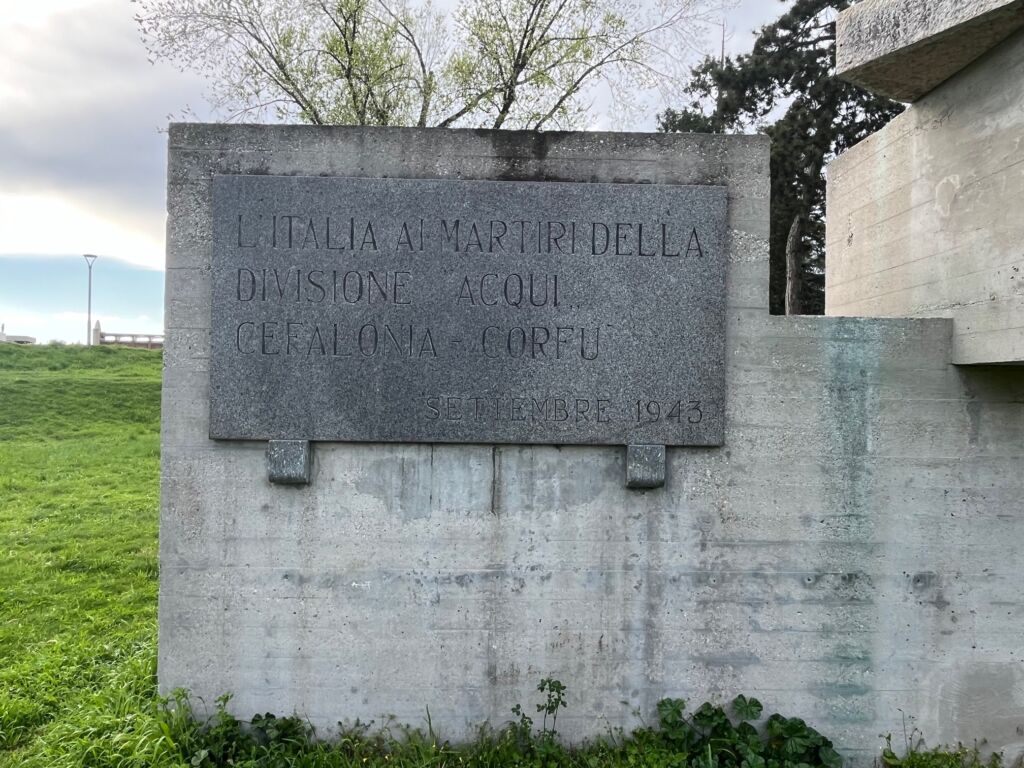 L'ITALIA AI MARTIRI DELLA
DIVISIONE "ACQUI„
CEFALONIA - CORFU'
SETTEMBRE 1943